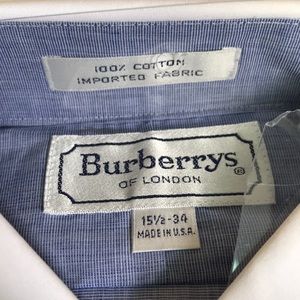 100% COTTON
IMPORTED FABRIC
Burberrys
OF LONDON ®
15½-34
MADE IN U.S.A.